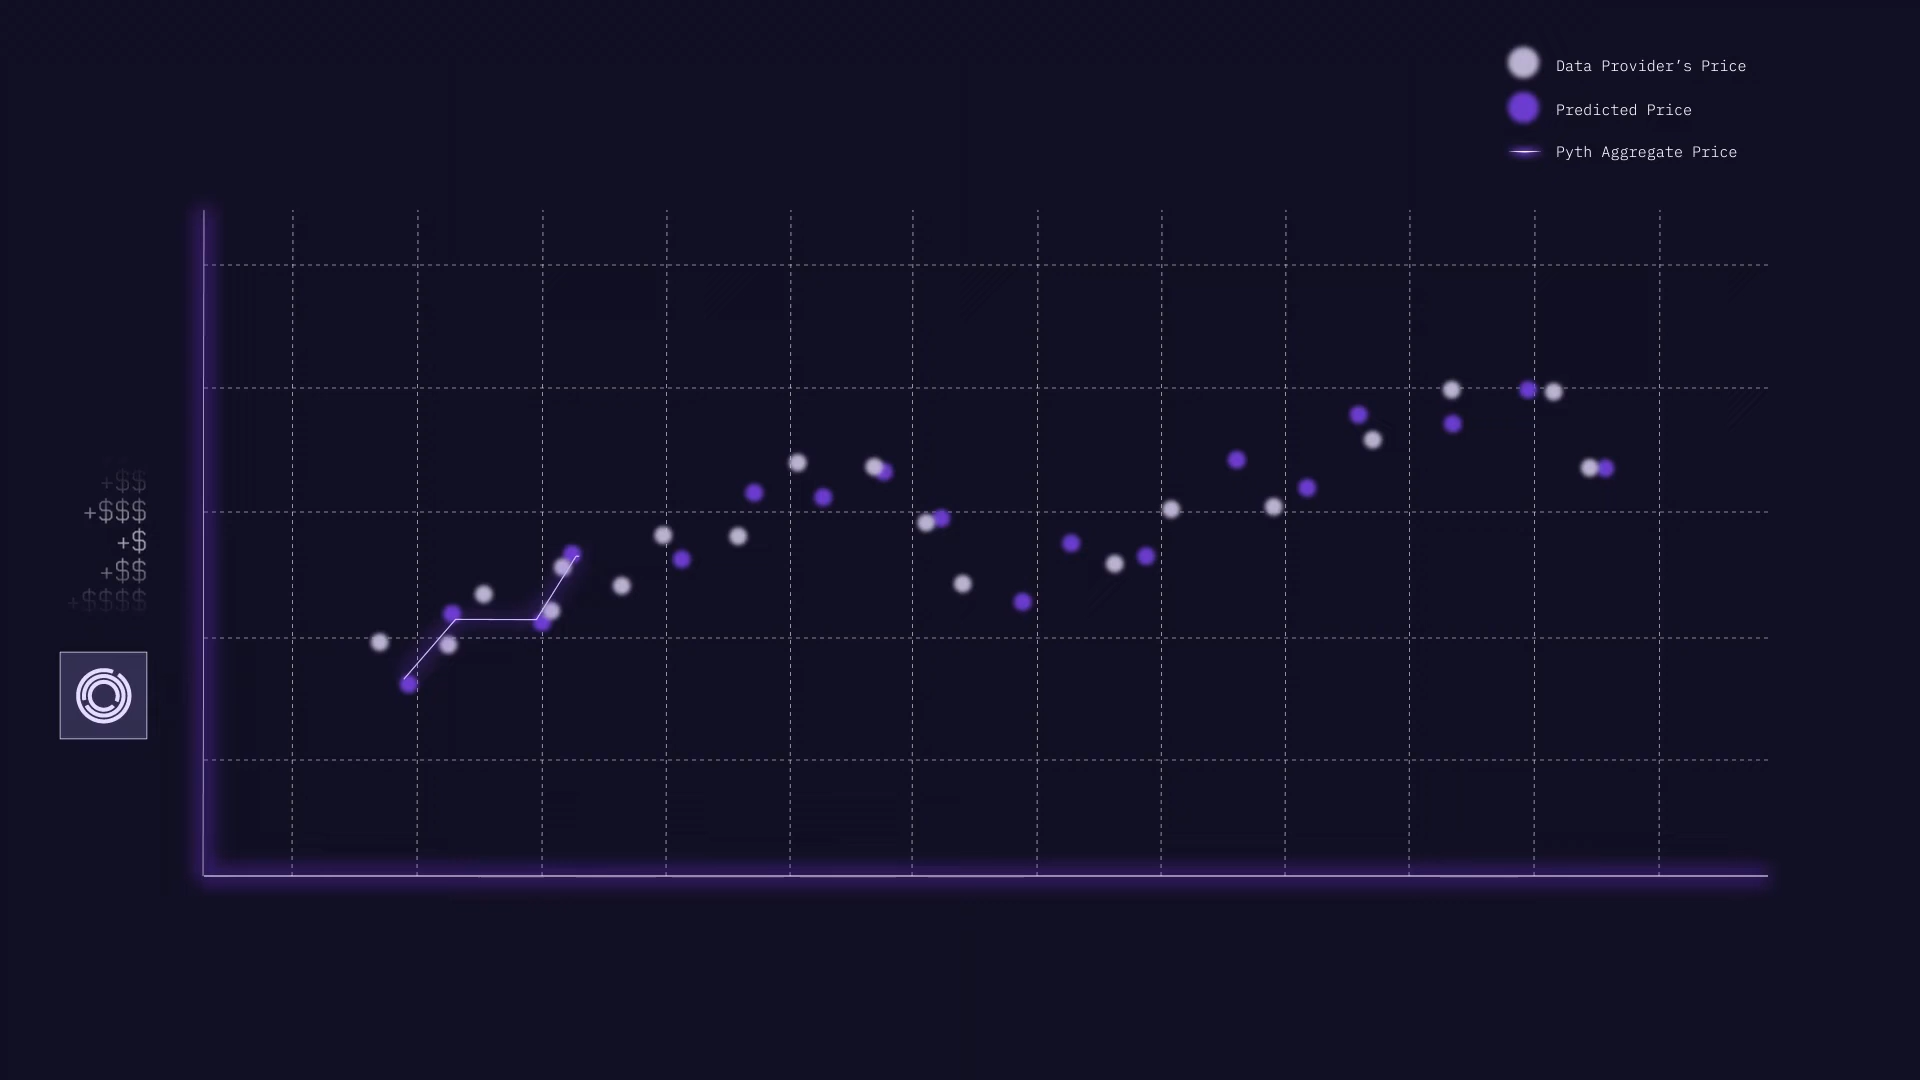 Data Provider’s Price
Predicted Price
Pyth Aggregate Price
+$$
+$$$
+$
+$$
+$$$$